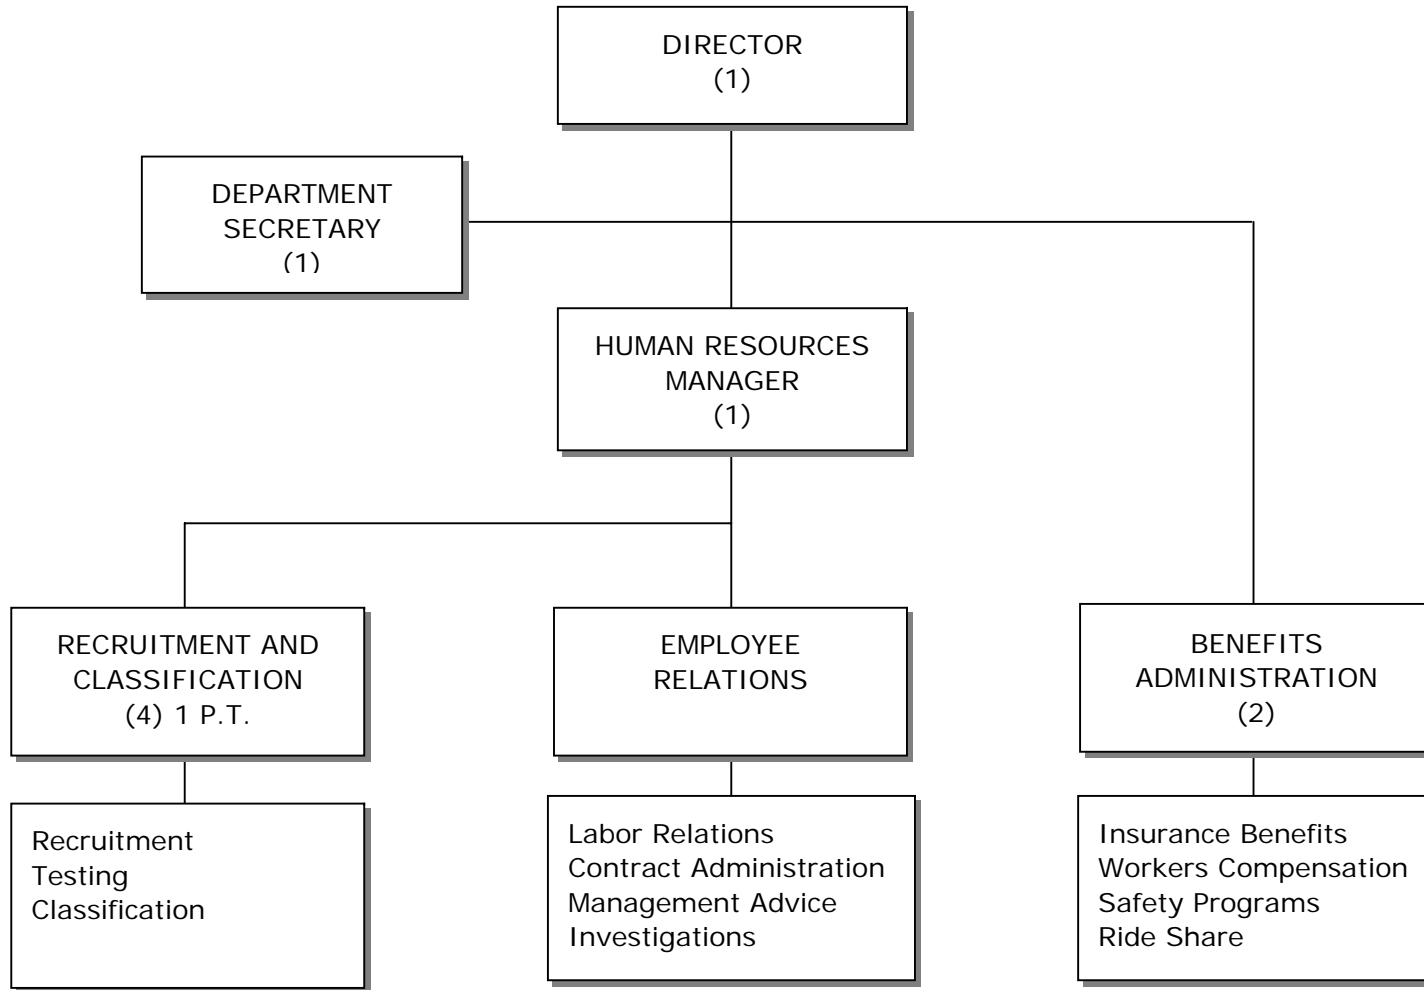 DIRECTOR
(1)
DEPARTMENT
SECRETARY
(1)
HUMAN RESOURCES
MANAGER
(1)
RECRUITMENT AND
CLASSIFICATION
(4) 1 P.T.
EMPLOYEE
RELATIONS
BENEFITS
ADMINISTRATION
(2)
Recruitment
Testing
Classification
Labor Relations
Contract Administration
Management Advice
Investigations
Insurance Benefits
Workers Compensation
Safety Programs
Ride Share